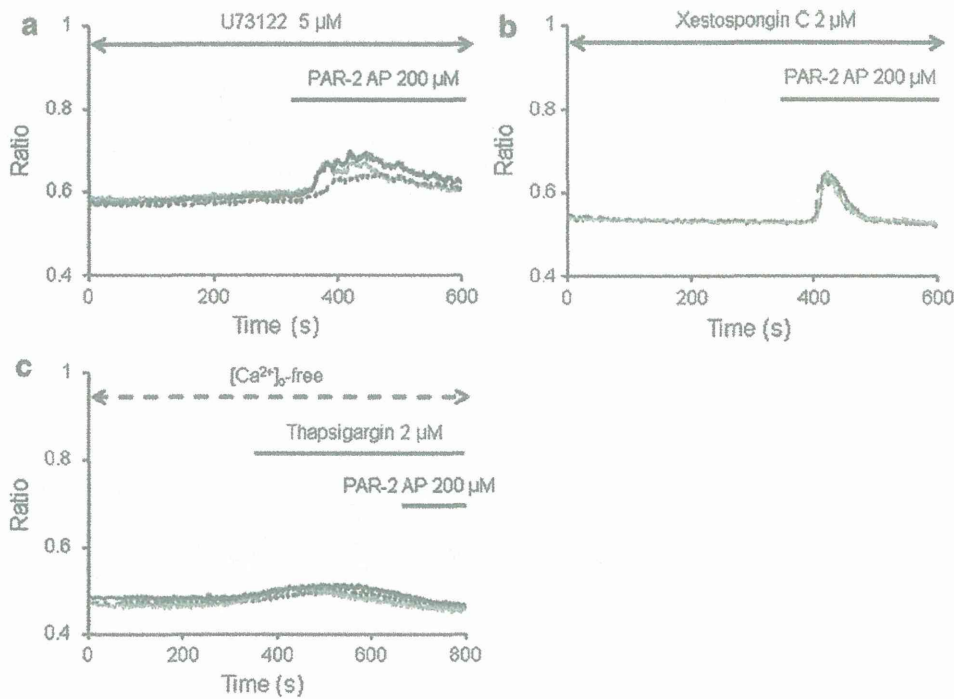 a
U73122 5 µM
PAR-2 AP 200 µM
1
0.8
0.6
0.4
Ratio
0
200
400
600
Time (s)
b
Xestospongin C 2 µM
PAR-2 AP 200 µM
1
0.8
0.6
0.4
Ratio
0
200
400
600
Time (s)
c
[Ca²⁺]₀-free
Thapsigargin 2 µM
PAR-2 AP 200 µM
1
0.8
0.6
0.4
Ratio
0
200
400
600
800
Time (s)